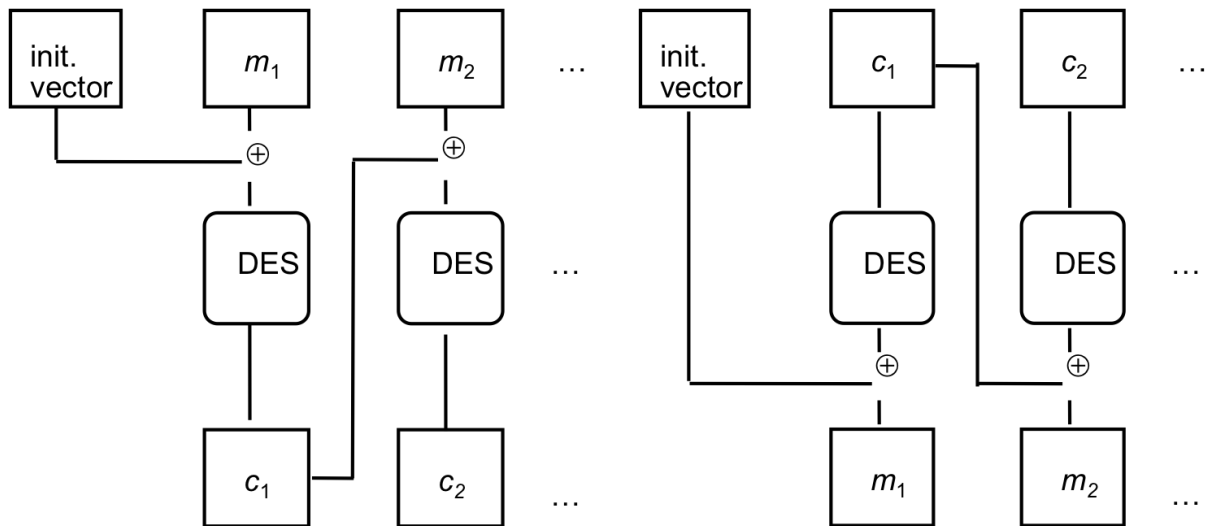 init.
vector
m₁
m₂
…
init.
vector
c₁
c₂
…
⊕
⊕
DES
DES
…
DES
DES
…
⊕
⊕
c₁
c₂
…
m₁
m₂
…